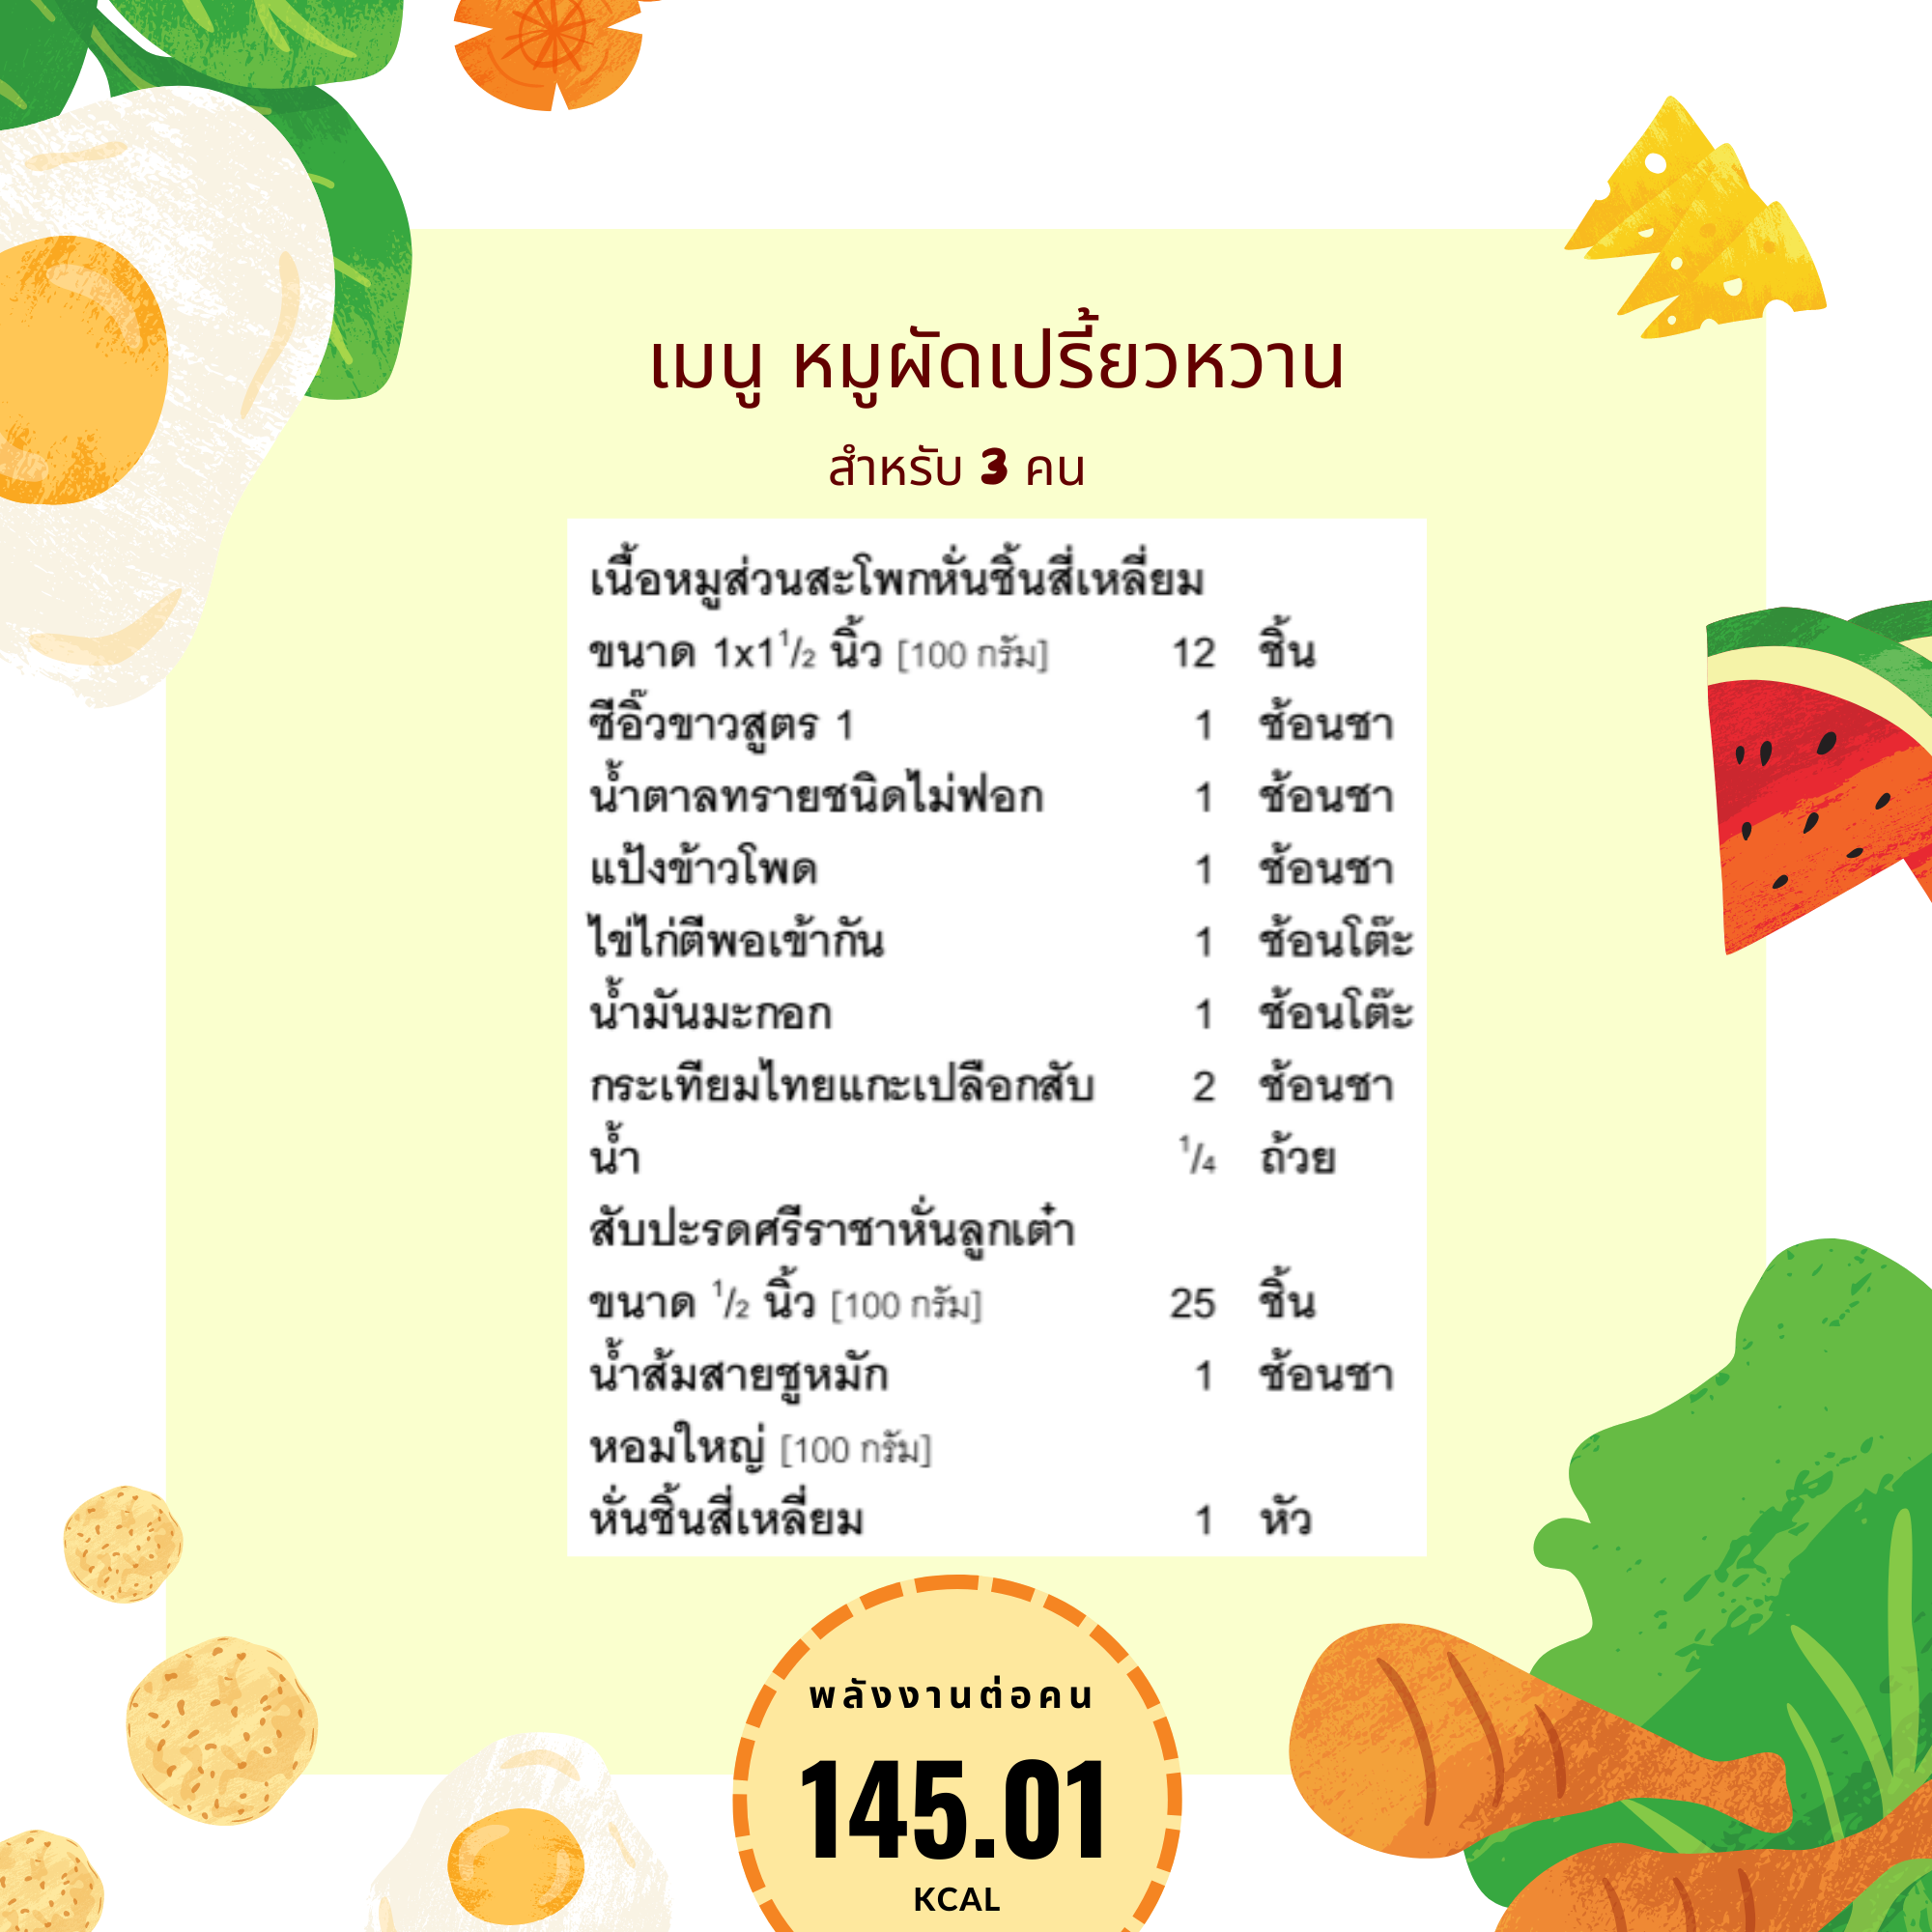 เมนู หมูผัดเปรี้ยวหวาน
สำหรับ 3 คน
เนื้อหมูส่วนสะโพกหั่นชิ้นสี่เหลี่ยม
ขนาด 1x1 1/2 นิ้ว [100 กรัม] 12 ชิ้น
ซีอิ๊วขาวสูตร 1 1 ช้อนชา
น้ำตาลทรายชนิดไม่ฟอก 1 ช้อนชา
แป้งข้าวโพด 1 ช้อนชา
ไข่ไก่ตีพอเข้ากัน 1 ช้อนโต๊ะ
น้ำมันมะกอก 1 ช้อนโต๊ะ
กระเทียมไทยแกะเปลือกสับ 2 ช้อนชา
น้ำ 1/4 ถ้วย
สับปะรดศรีราชาหั่นลูกเต๋า
ขนาด 1/2 นิ้ว [100 กรัม] 25 ชิ้น
น้ำส้มสายชูหมัก 1 ช้อนชา
หอมใหญ่ [100 กรัม]
หั่นชิ้นสี่เหลี่ยม 1 หัว
พลังงานต่อคน
145.01
KCAL